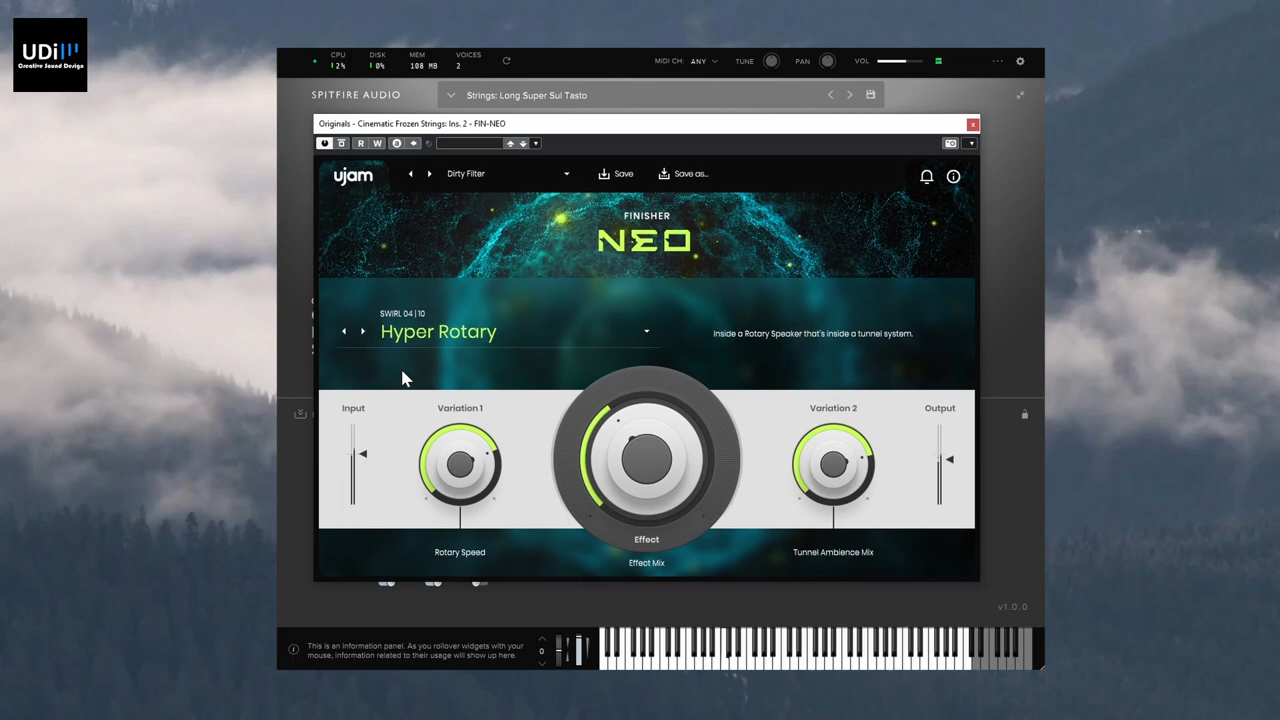 UDi
Creative Sound Design
CPU DISK MEM VOICES
2% 0% 108 MB 2
MIDI CH: ANY TUNE PAN VOL
SPITFIRE AUDIO
Strings: Long Super Sul Tasto
Originals - Cinematic Frozen Strings: Ins. 2 - FIN-NEO
x
R W
ujam
Dirty Filter
Save
Save as...
FINISHER
NEO
SWIRL 04 | 10
Hyper Rotary
Inside a Rotary Speaker that's inside a tunnel system.
Input
Variation 1
Variation 2
Output
Effect
Rotary Speed
Effect Mix
Tunnel Ambience Mix
v1.0.0
This is an information panel. As you rollover widgets with your
mouse, information related to their usage will show up here.
0